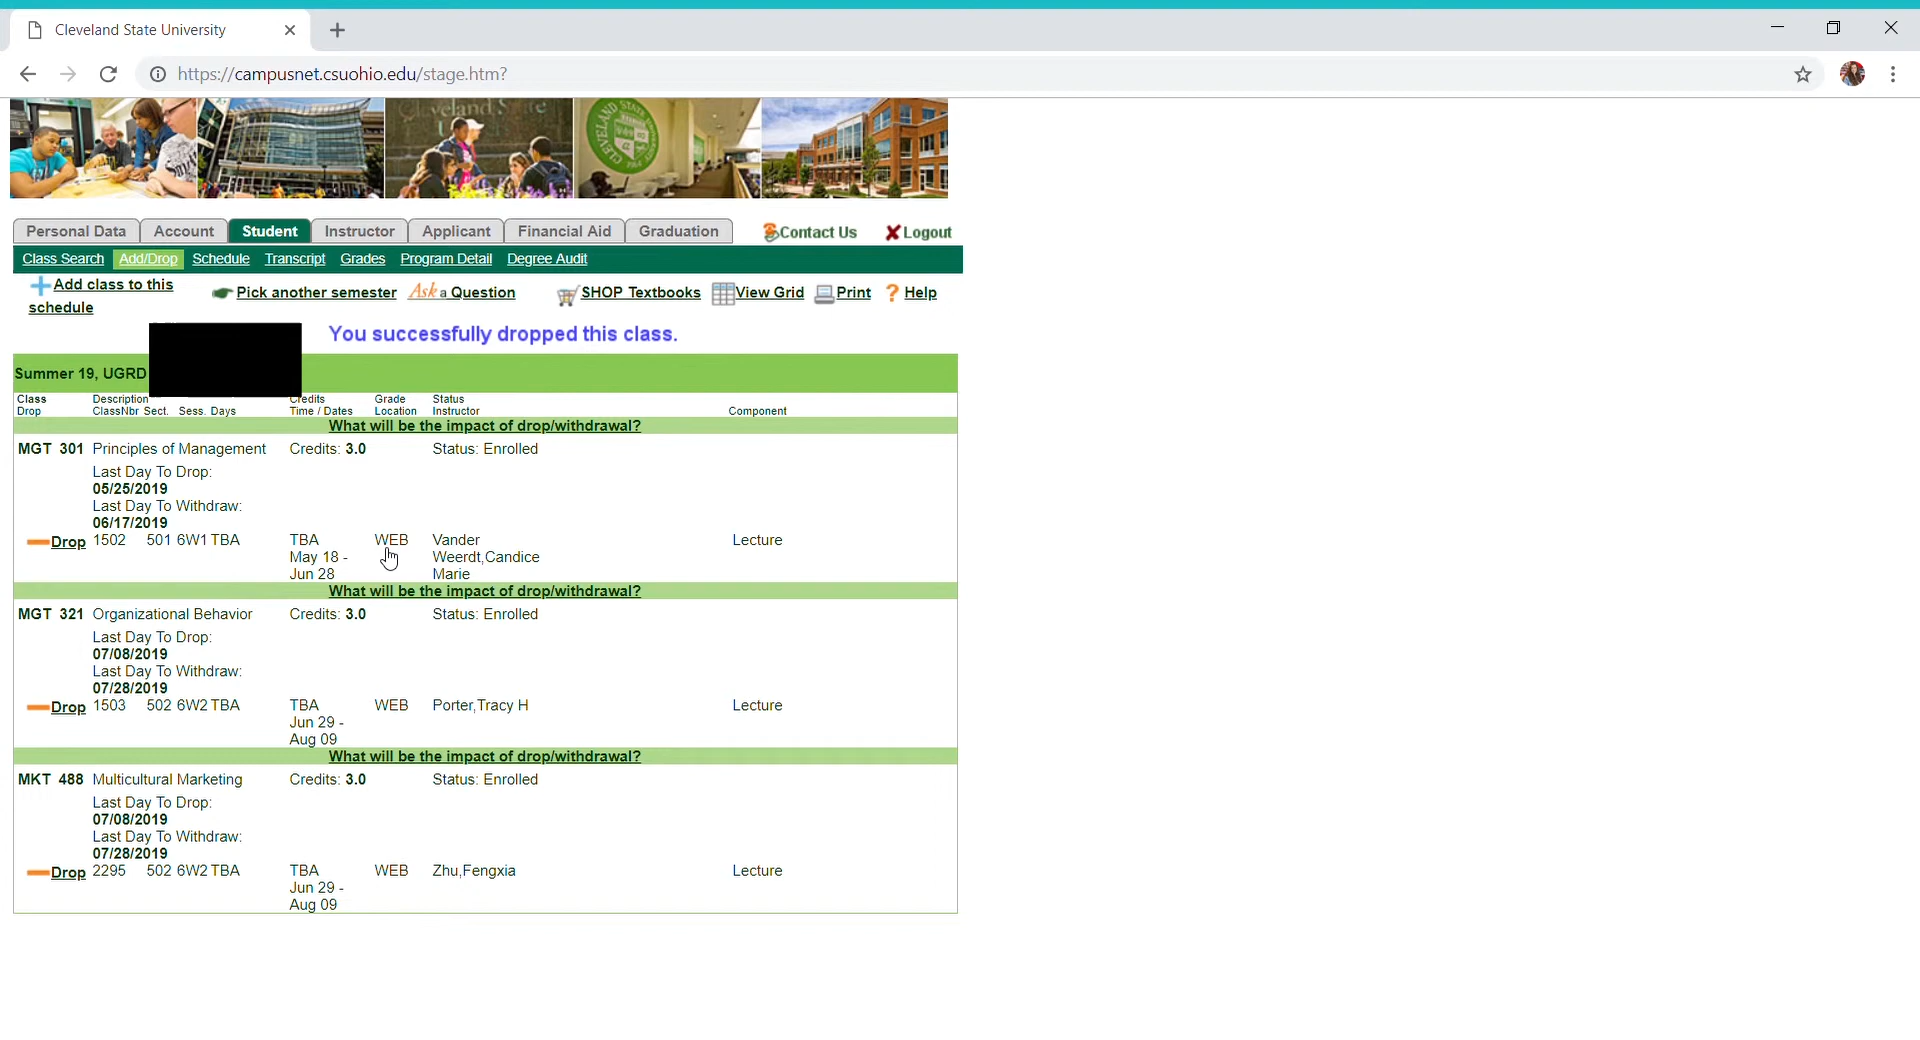 Cleveland State University
https://campusnet.csuohio.edu/stage.htm?
Personal Data Account Student Instructor Applicant Financial Aid Graduation Contact Us Logout
Class Search Add/Drop Schedule Transcript Grades Program Detail Degree Audit
Add class to this
schedule
Pick another semester Ask a Question SHOP Textbooks View Grid Print Help
You successfully dropped this class.
Summer 19, UGRD
Class Description Credits Grade Status
Drop ClassNbr Sect. Sess. Days Time / Dates Location Instructor Component
What will be the impact of drop/withdrawal?
MGT 301 Principles of Management Credits: 3.0 Status: Enrolled
Last Day To Drop:
05/25/2019
Last Day To Withdraw:
06/17/2019
Drop 1502 501 6W1 TBA TBA WEB Vander Lecture
May 18 - Weerdt,Candice
Jun 28 Marie
What will be the impact of drop/withdrawal?
MGT 321 Organizational Behavior Credits: 3.0 Status: Enrolled
Last Day To Drop:
07/08/2019
Last Day To Withdraw:
07/28/2019
Drop 1503 502 6W2 TBA TBA WEB Porter,Tracy H Lecture
Jun 29 -
Aug 09
What will be the impact of drop/withdrawal?
MKT 488 Multicultural Marketing Credits: 3.0 Status: Enrolled
Last Day To Drop:
07/08/2019
Last Day To Withdraw:
07/28/2019
Drop 2295 502 6W2 TBA TBA WEB Zhu,Fengxia Lecture
Jun 29 -
Aug 09